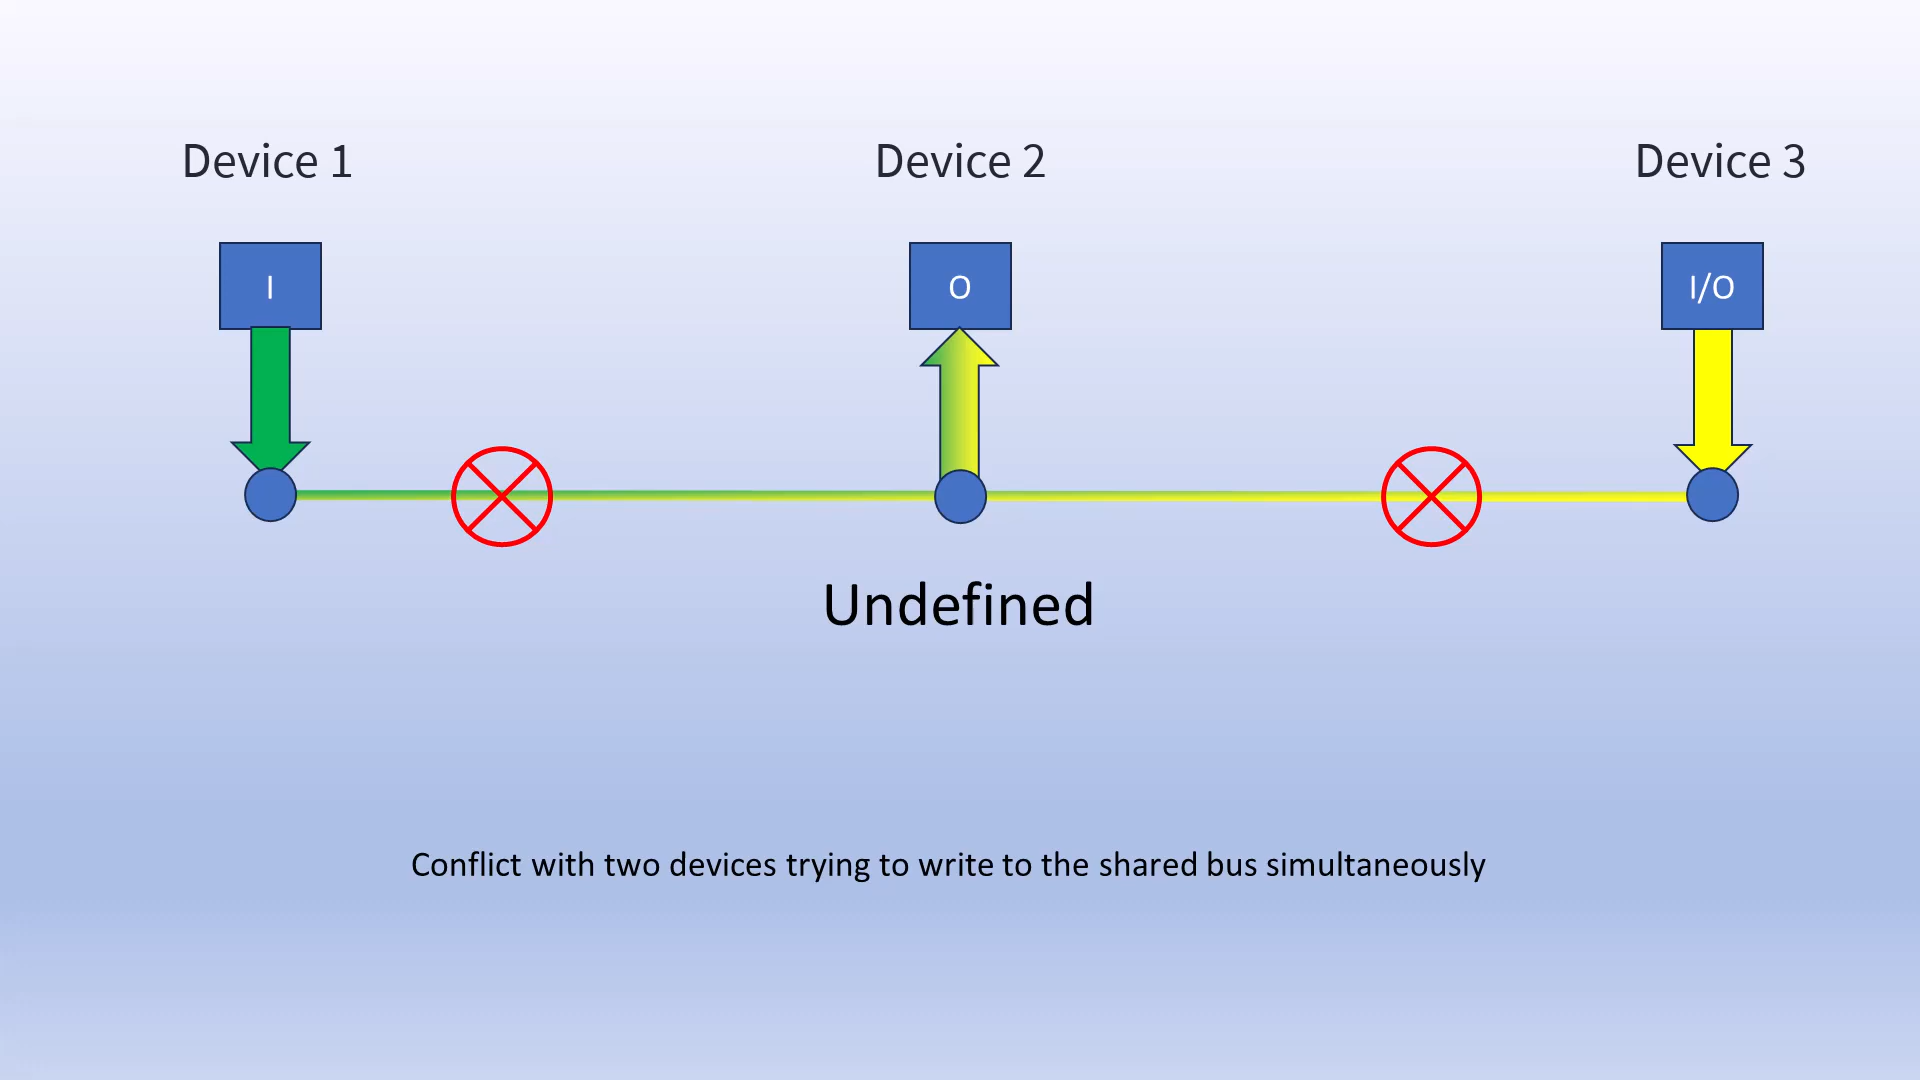 Device 1
Device 2
Device 3
I
O
I/O
Undefined
Conflict with two devices trying to write to the shared bus simultaneously